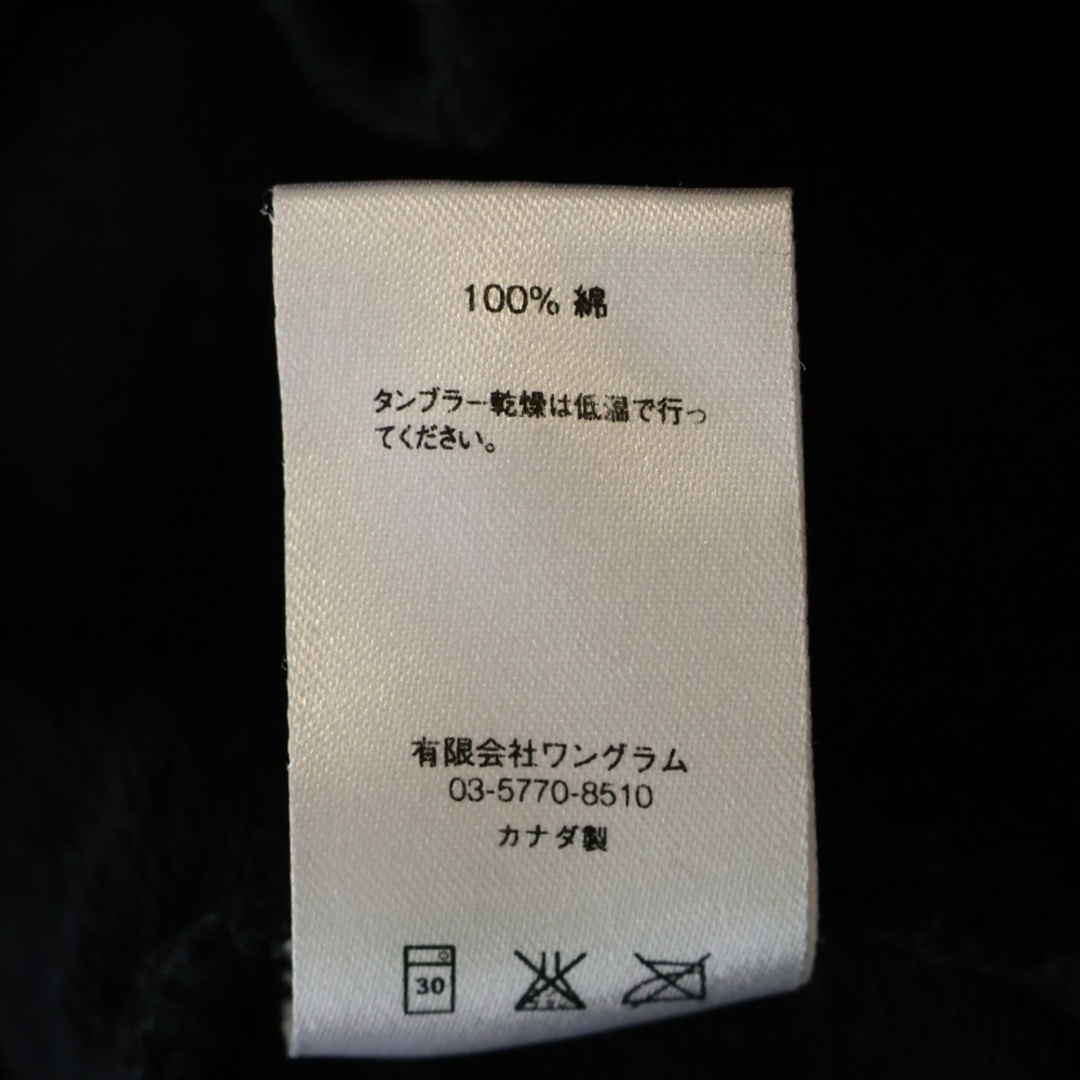 100% 綿
タンブラー乾燥は低温で行っ
てください。
有限会社ワングラム
03-5770-8510
カナダ製
30